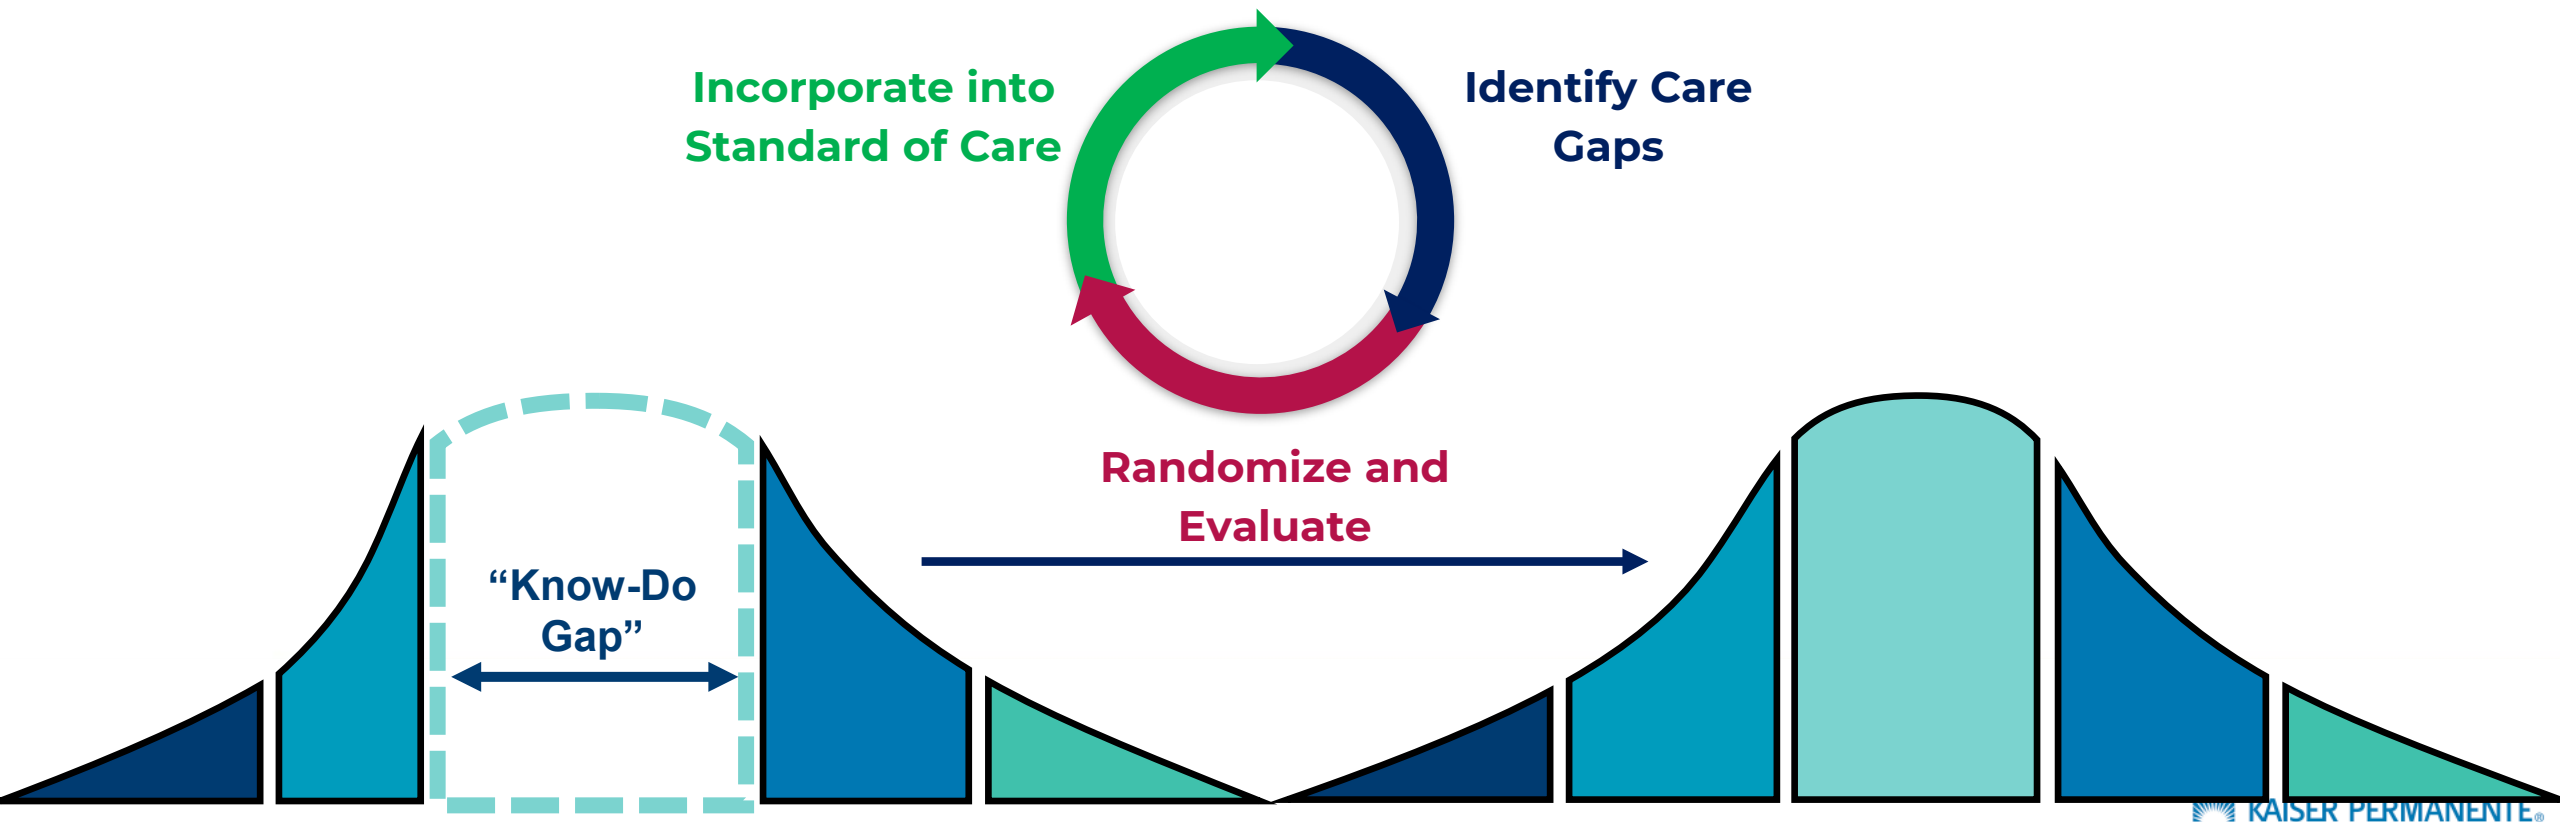 Incorporate into
Standard of Care
Identify Care
Gaps
Randomize and
Evaluate
“Know-Do
Gap”
KAISER PERMANENTE®